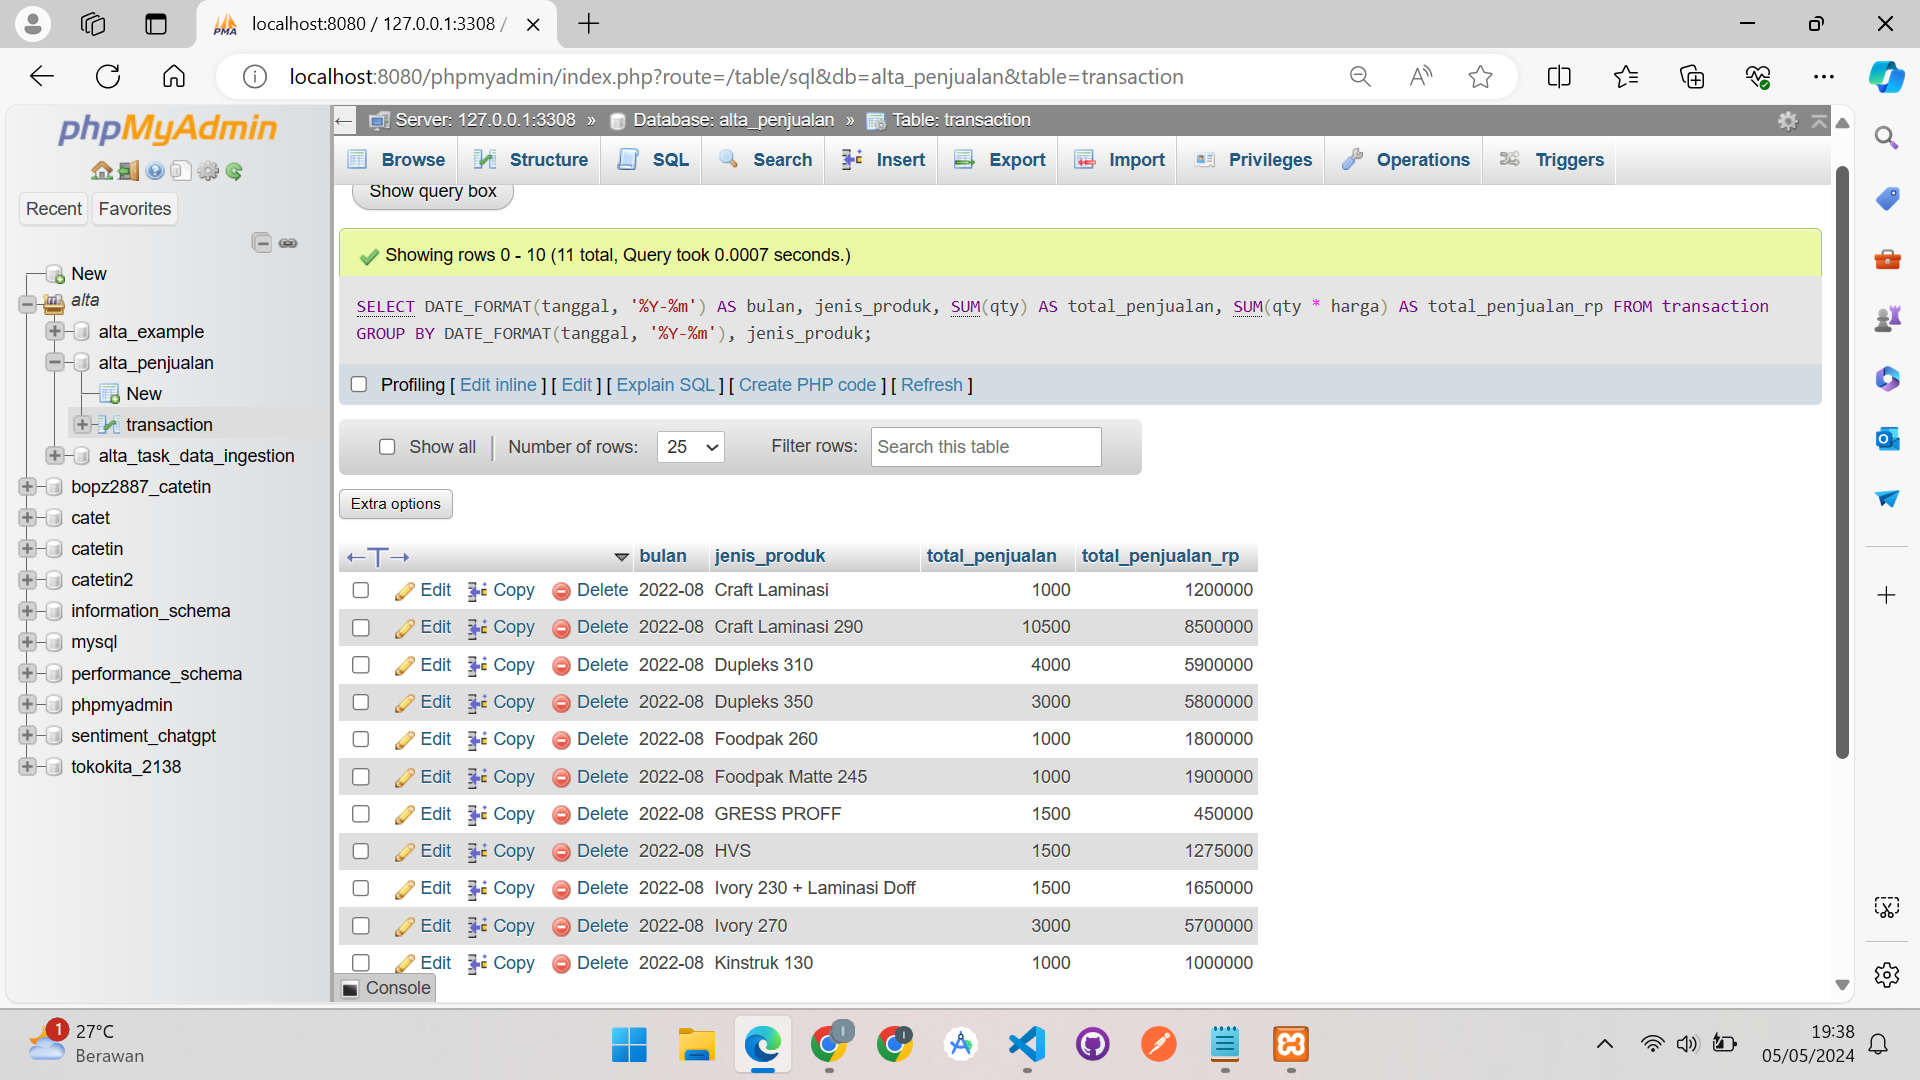 localhost:8080 / 127.0.0.1:3308 /
localhost:8080/phpmyadmin/index.php?route=/table/sql&db=alta_penjualan&table=transaction
phpMyAdmin
Recent Favorites
New
alta
alta_example
alta_penjualan
New
transaction
alta_task_data_ingestion
bopz2887_catetin
catet
catetin
catetin2
information_schema
mysql
performance_schema
phpmyadmin
sentiment_chatgpt
tokokita_2138
Server: 127.0.0.1:3308 » Database: alta_penjualan » Table: transaction
Browse Structure SQL Search Insert Export Import Privileges Operations Triggers
Show query box
Showing rows 0 - 10 (11 total, Query took 0.0007 seconds.)
SELECT DATE_FORMAT(tanggal, '%Y-%m') AS bulan, jenis_produk, SUM(qty) AS total_penjualan, SUM(qty * harga) AS total_penjualan_rp FROM transaction
GROUP BY DATE_FORMAT(tanggal, '%Y-%m'), jenis_produk;
Profiling [ Edit inline ] [ Edit ] [ Explain SQL ] [ Create PHP code ] [ Refresh ]
Show all Number of rows: 25 Filter rows: Search this table
Extra options
bulan jenis_produk total_penjualan total_penjualan_rp
Edit Copy Delete 2022-08 Craft Laminasi 1000 1200000
Edit Copy Delete 2022-08 Craft Laminasi 290 10500 8500000
Edit Copy Delete 2022-08 Dupleks 310 4000 5900000
Edit Copy Delete 2022-08 Dupleks 350 3000 5800000
Edit Copy Delete 2022-08 Foodpak 260 1000 1800000
Edit Copy Delete 2022-08 Foodpak Matte 245 1000 1900000
Edit Copy Delete 2022-08 GRESS PROFF 1500 450000
Edit Copy Delete 2022-08 HVS 1500 1275000
Edit Copy Delete 2022-08 Ivory 230 + Laminasi Doff 1500 1650000
Edit Copy Delete 2022-08 Ivory 270 3000 5700000
Edit Copy Delete 2022-08 Kinstruk 130 1000 1000000
Console
1
27°C
Berawan
19:38
05/05/2024